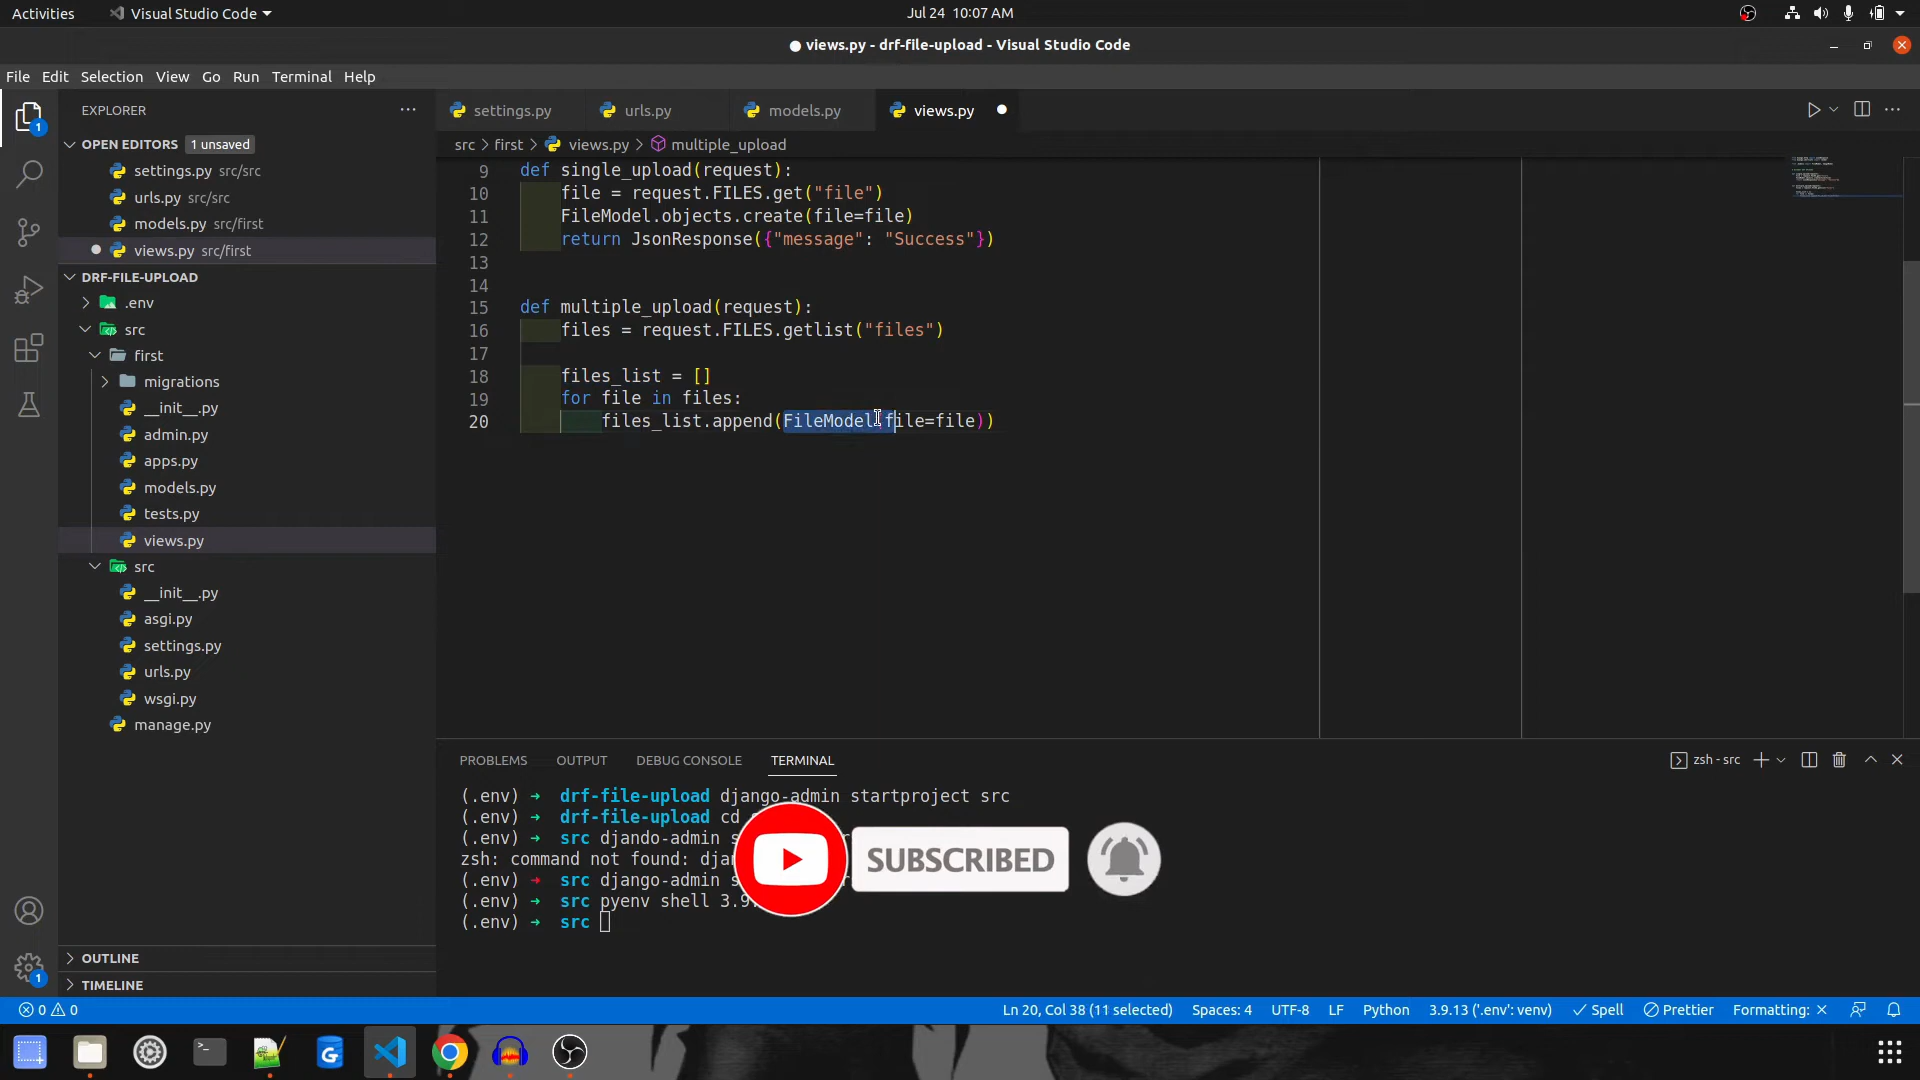 Activities
Visual Studio Code
Jul 24 10:07 AM
● views.py - drf-file-upload - Visual Studio Code
File Edit Selection View Go Run Terminal Help
EXPLORER
OPEN EDITORS 1 unsaved
settings.py src/src
urls.py src/src
models.py src/first
views.py src/first
DRF-FILE-UPLOAD
.env
src
first
migrations
__init__.py
admin.py
apps.py
models.py
tests.py
views.py
src
__init__.py
asgi.py
settings.py
urls.py
wsgi.py
manage.py
OUTLINE
TIMELINE
1
1
settings.py urls.py models.py views.py
src > first > views.py > multiple_upload
9 def single_upload(request):
10 file = request.FILES.get("file")
11 FileModel.objects.create(file=file)
12 return JsonResponse({"message": "Success"})
13
14
15 def multiple_upload(request):
16 files = request.FILES.getlist("files")
17
18 files_list = []
19 for file in files:
20 files_list.append(FileModel(file=file))
PROBLEMS OUTPUT DEBUG CONSOLE TERMINAL
zsh - src
(.env) → drf-file-upload django-admin startproject src
(.env) → drf-file-upload cd
(.env) → src djando-admin
zsh: command not found:
(.env) → src django-admin
(.env) → src pyenv shell
(.env) → src
SUBSCRIBED
0 0
Ln 20, Col 38 (11 selected) Spaces: 4 UTF-8 LF Python 3.9.13 ('.env': venv) Spell Prettier Formatting: ×